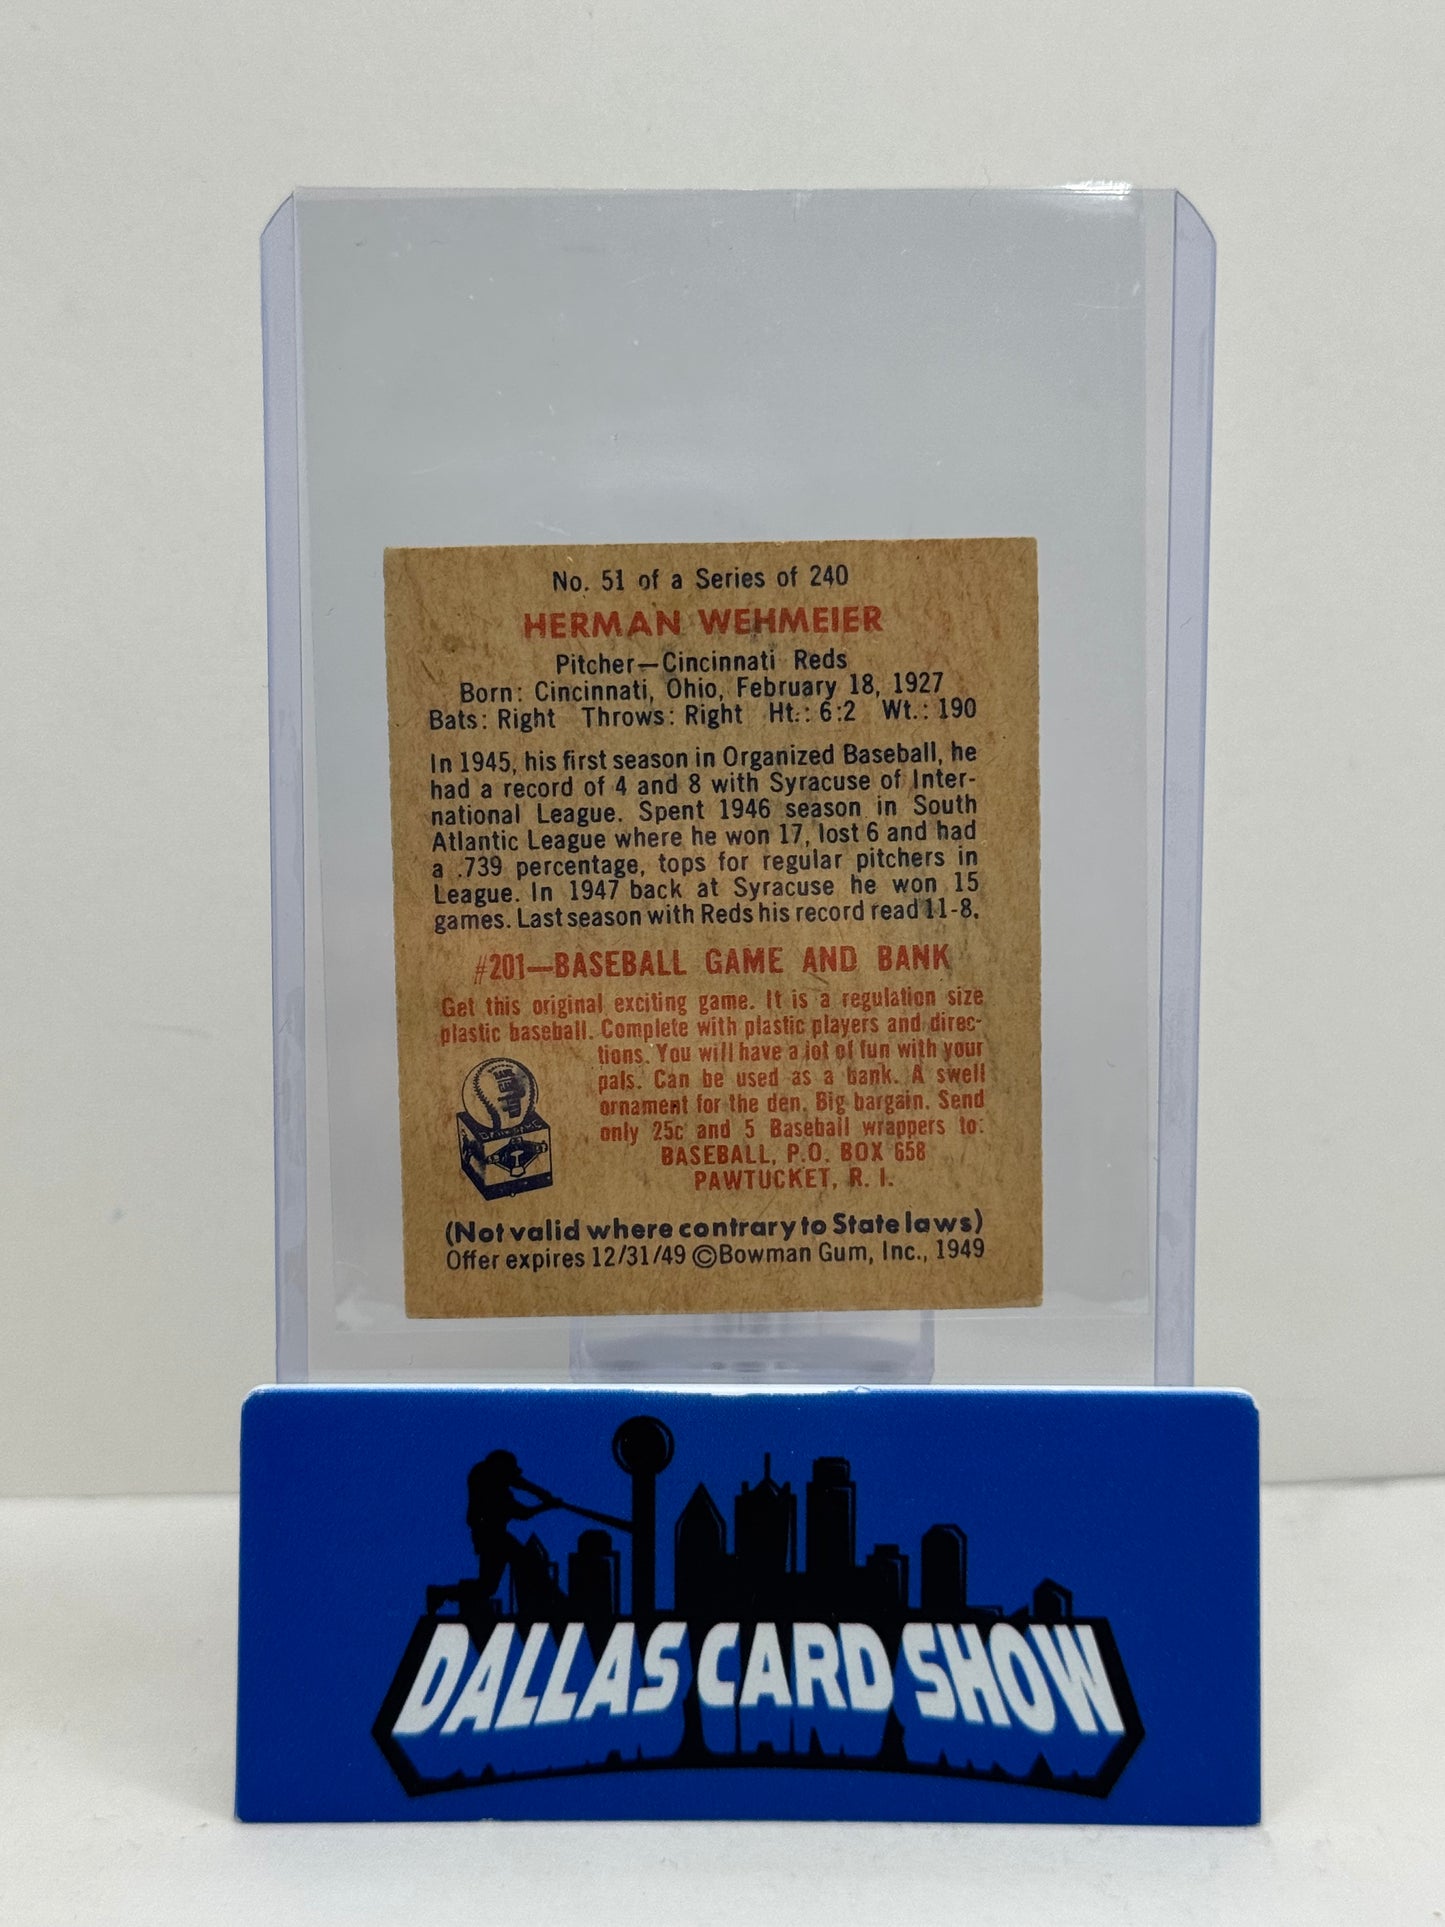 No. 51 of a Series of 240
HERMAN WEHMEIER
Pitcher—Cincinnati Reds
Born: Cincinnati, Ohio, February 18, 1927
Bats: Right Throws: Right Ht.: 6:2 Wt.: 190
In 1945, his first season in Organized Baseball, he
had a record of 4 and 8 with Syracuse of Inter-
national League. Spent 1946 season in South
Atlantic League where he won 17, lost 6 and had
a .739 percentage, tops for regular pitchers in
League. In 1947 back at Syracuse he won 15
games. Last season with Reds his record read 11-8.
#201—BASEBALL GAME AND BANK
Get this original exciting game. It is a regulation size
plastic baseball. Complete with plastic players and direc-
tions. You will have a lot of fun with your
pals. Can be used as a bank. A swell
ornament for the den. Big bargain. Send
only 25c and 5 Baseball wrappers to:
BASEBALL, P.O. BOX 658
PAWTUCKET, R. I.
(Not valid where contrary to State laws)
Offer expires 12/31/49 ©Bowman Gum, Inc., 1949
DALLAS CARD SHOW